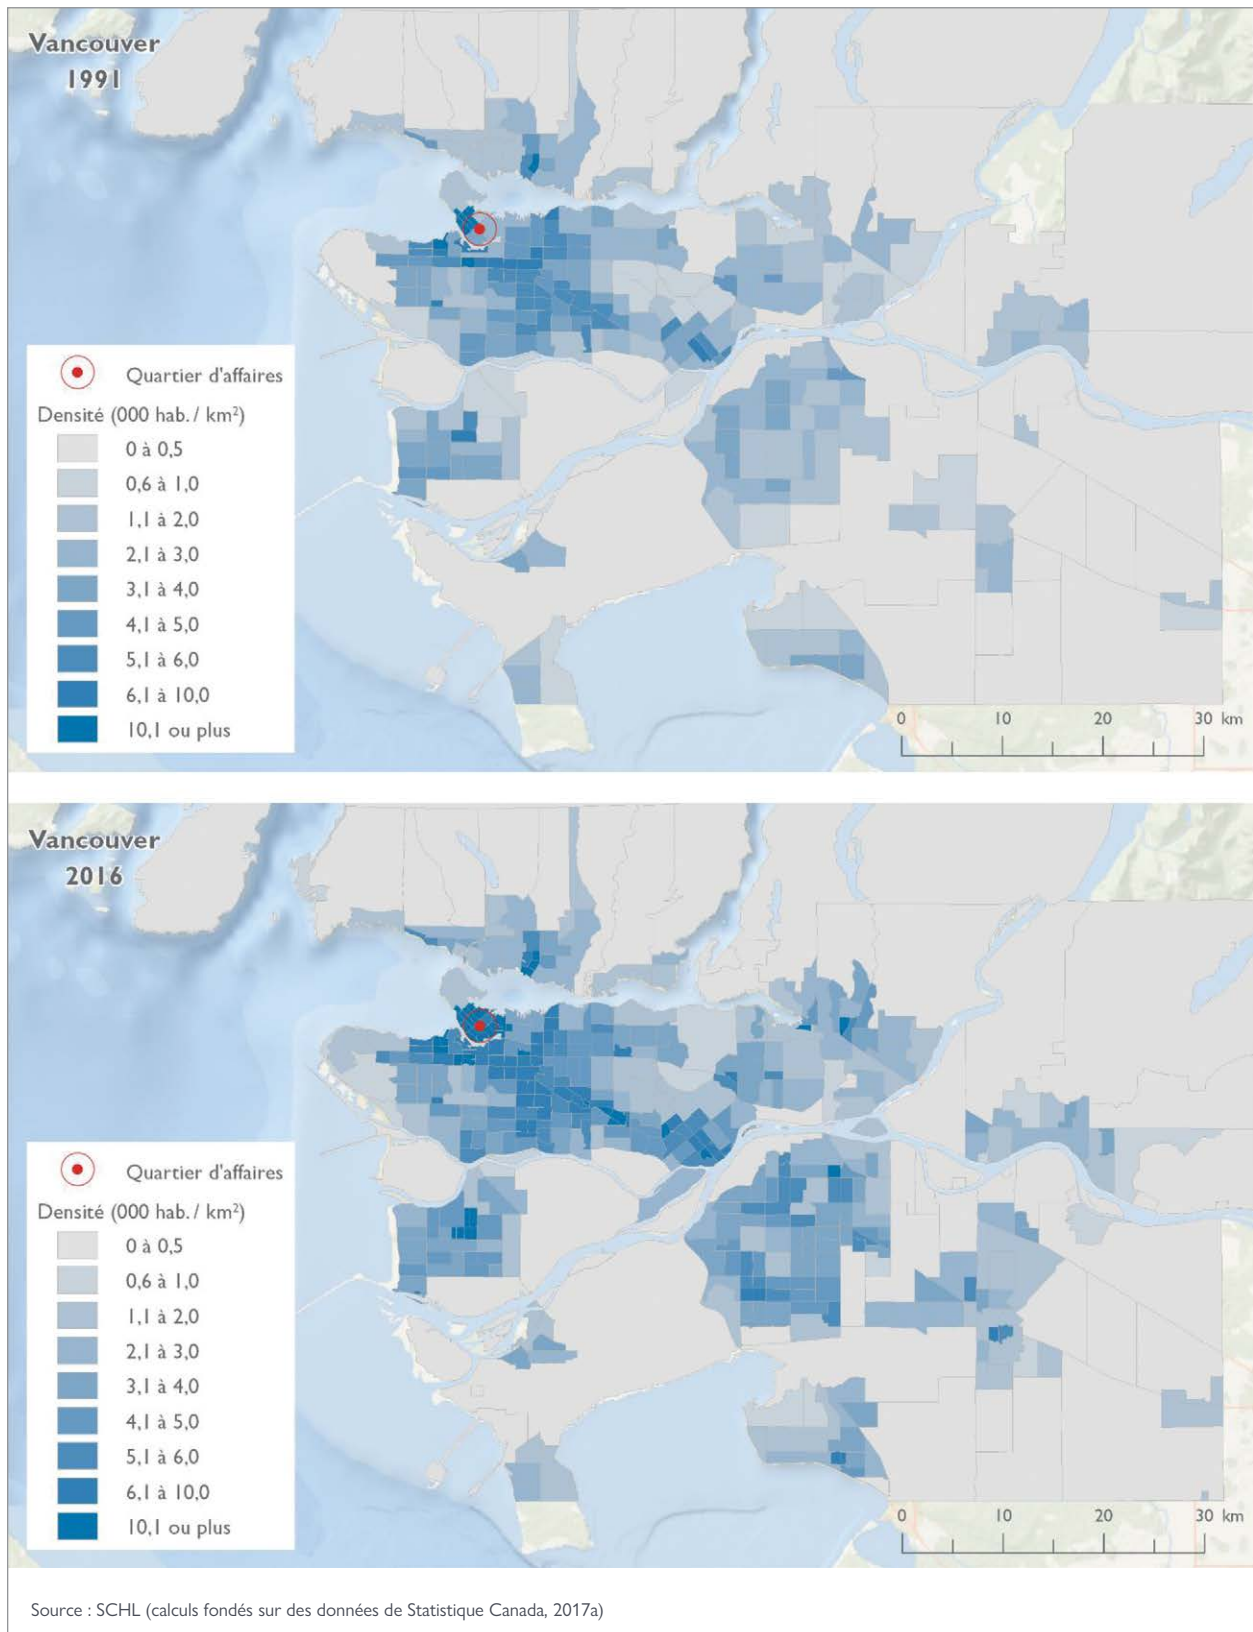 Vancouver
1991
Quartier d'affaires
Densité (000 hab. / km²)
0 à 0,5
0,6 à 1,0
1,1 à 2,0
2,1 à 3,0
3,1 à 4,0
4,1 à 5,0
5,1 à 6,0
6,1 à 10,0
10,1 ou plus
0 10 20 30 km
Vancouver
2016
Quartier d'affaires
Densité (000 hab. / km²)
0 à 0,5
0,6 à 1,0
1,1 à 2,0
2,1 à 3,0
3,1 à 4,0
4,1 à 5,0
5,1 à 6,0
6,1 à 10,0
10,1 ou plus
0 10 20 30 km
Source : SCHL (calculs fondés sur des données de Statistique Canada, 2017a)